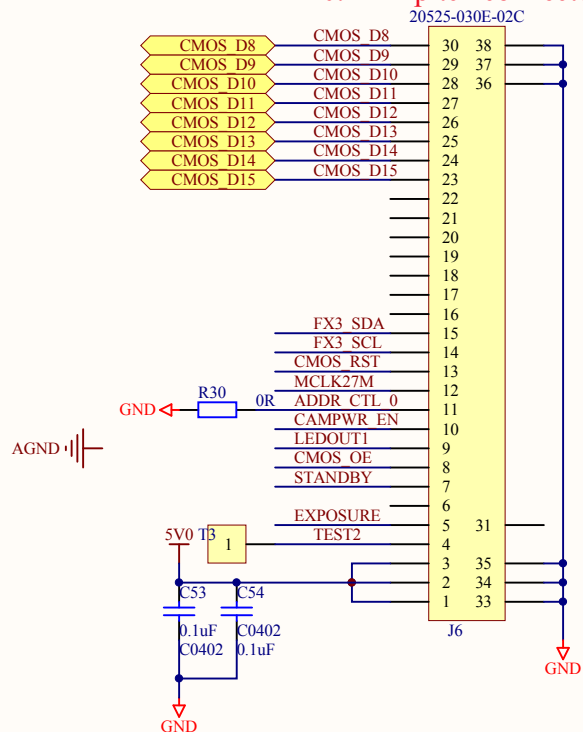 20525-030E-02C
CMOS_D8 CMOS_D8 30 38
CMOS_D9 CMOS_D9 29 37
CMOS_D10 CMOS_D10 28 36
CMOS_D11 CMOS_D11 27
CMOS_D12 CMOS_D12 26
CMOS_D13 CMOS_D13 25
CMOS_D14 CMOS_D14 24
CMOS_D15 CMOS_D15 23
22
21
20
19
18
17
16
FX3_SDA 15
FX3_SCL 14
CMOS_RST 13
MCLK27M 12
GND R30 0R ADDR_CTL_0 11
CAMPWR_EN 10
AGND LEDOUT1 9
CMOS_OE 8
STANDBY 7
6
EXPOSURE 5 31
5V0 T3 1 TEST2 4
3 35
2 34
1 33
C53 C54
0.1uF C0402
C0402 0.1uF
J6
GND
GND